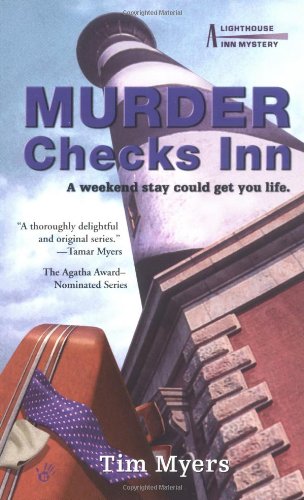 A LIGHTHOUSE
INN MYSTERY
MURDER
Checks Inn
A weekend stay could get you life.
"A thoroughly delightful
and original series."
—Tamar Myers
The Agatha Award–
Nominated Series
Tim Myers